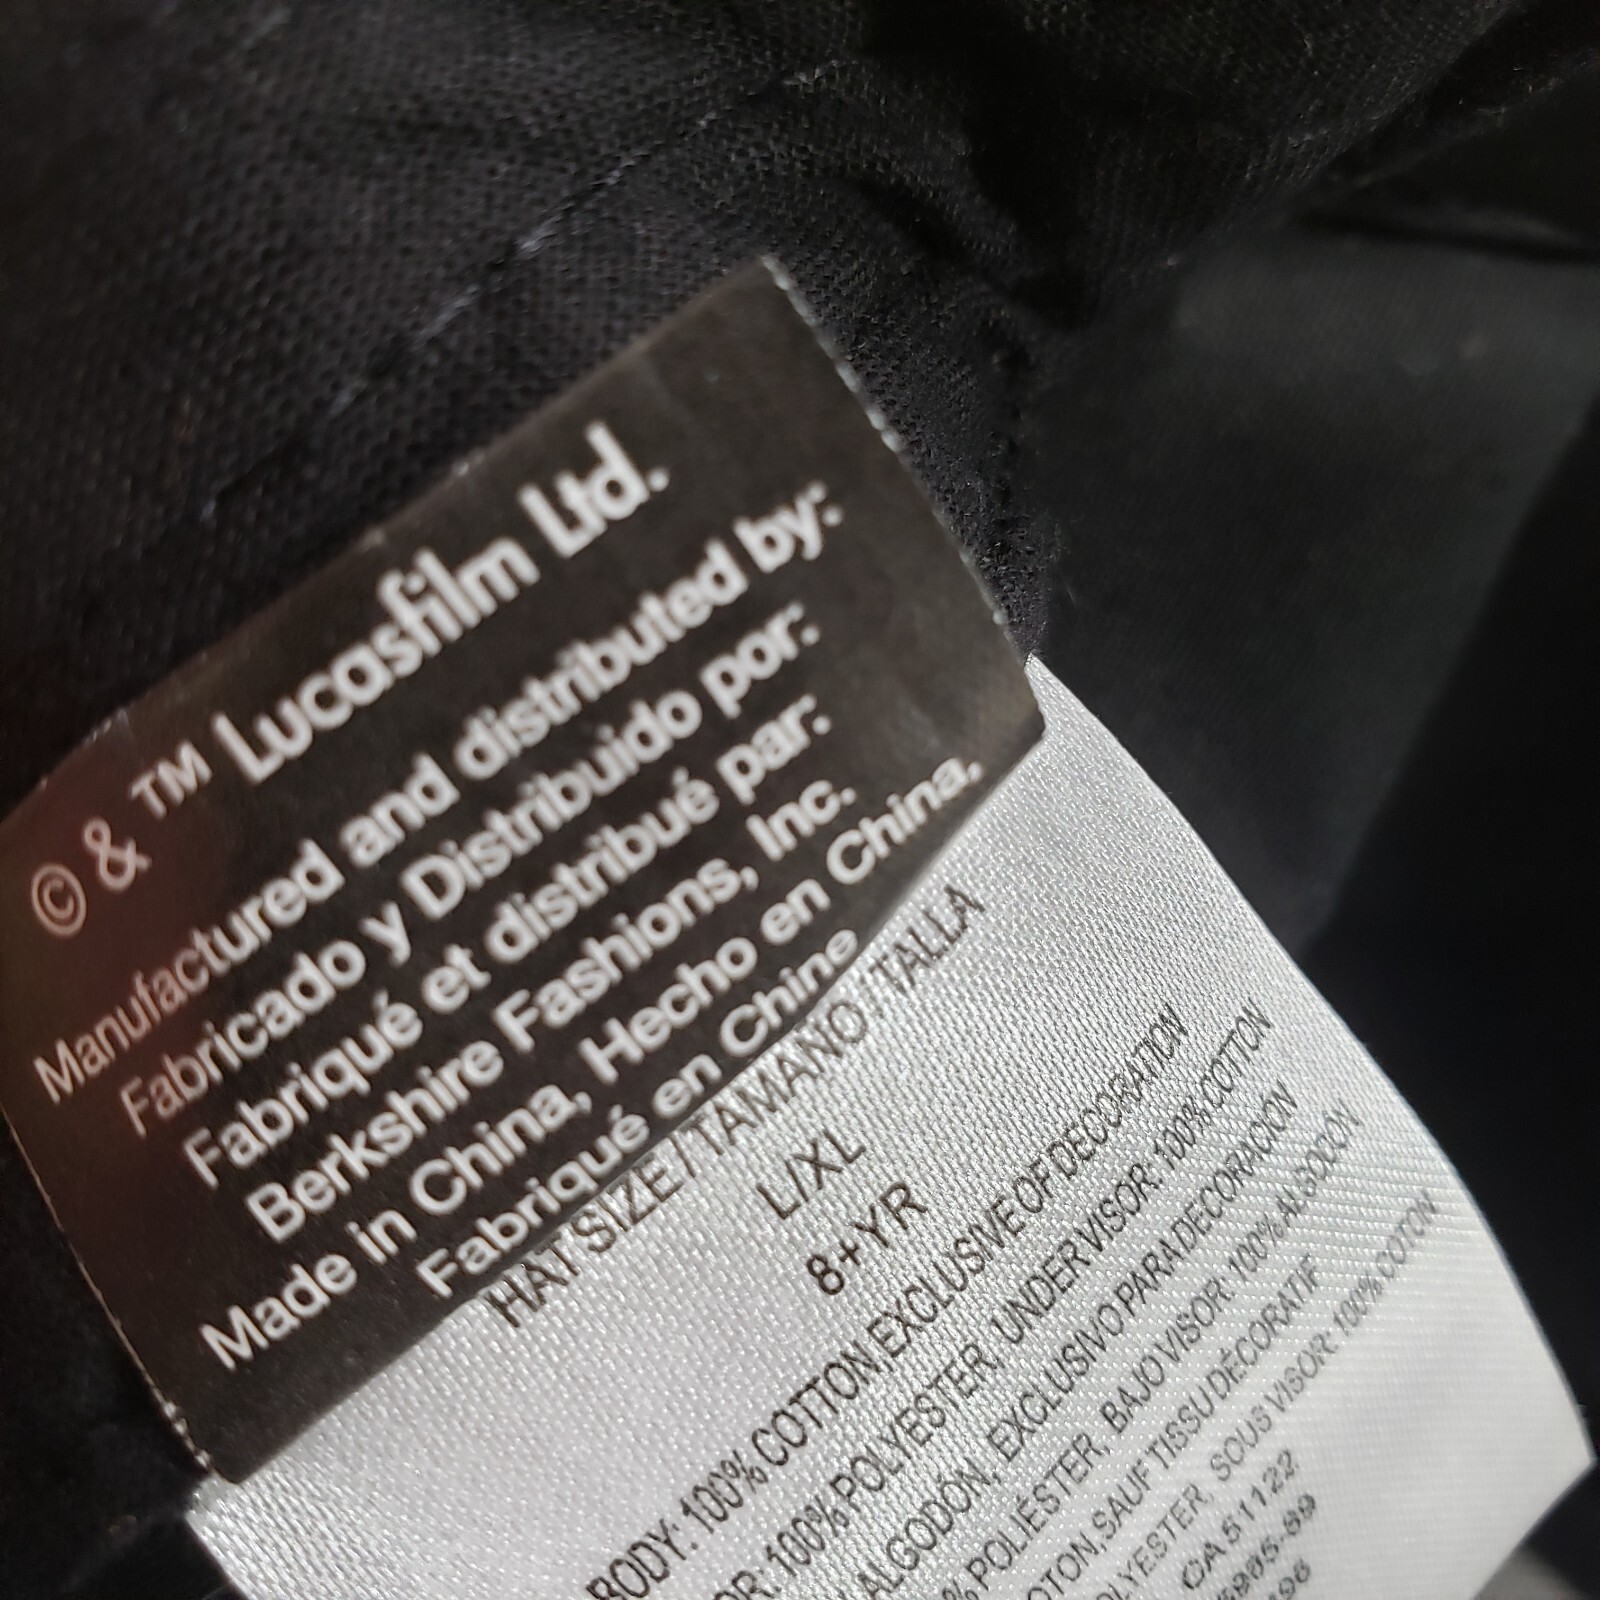 © & ™ Lucasfilm Ltd.
Manufactured and distributed by:
Fabricado y Distribuido por:
Fabriqué et distribué par:
Berkshire Fashions, Inc.
Made in China, Hecho en China,
Fabriqué en Chine
HAT SIZE/TAMANO/TALLA
L/XL
8+YR
BODY: 100% COTTON EXCLUSIVE OF DECORATION
100% POLYESTER, UNDER VISOR: 100% COTTON
ALGODÓN, EXCLUSIVO PARA DECORACION
POLIÉSTER, BAJO VISOR: 100% ALGODÓN
SAUF TISSU DÉCORATIF
SOUS VISOR: 100% COTON
CA 51122